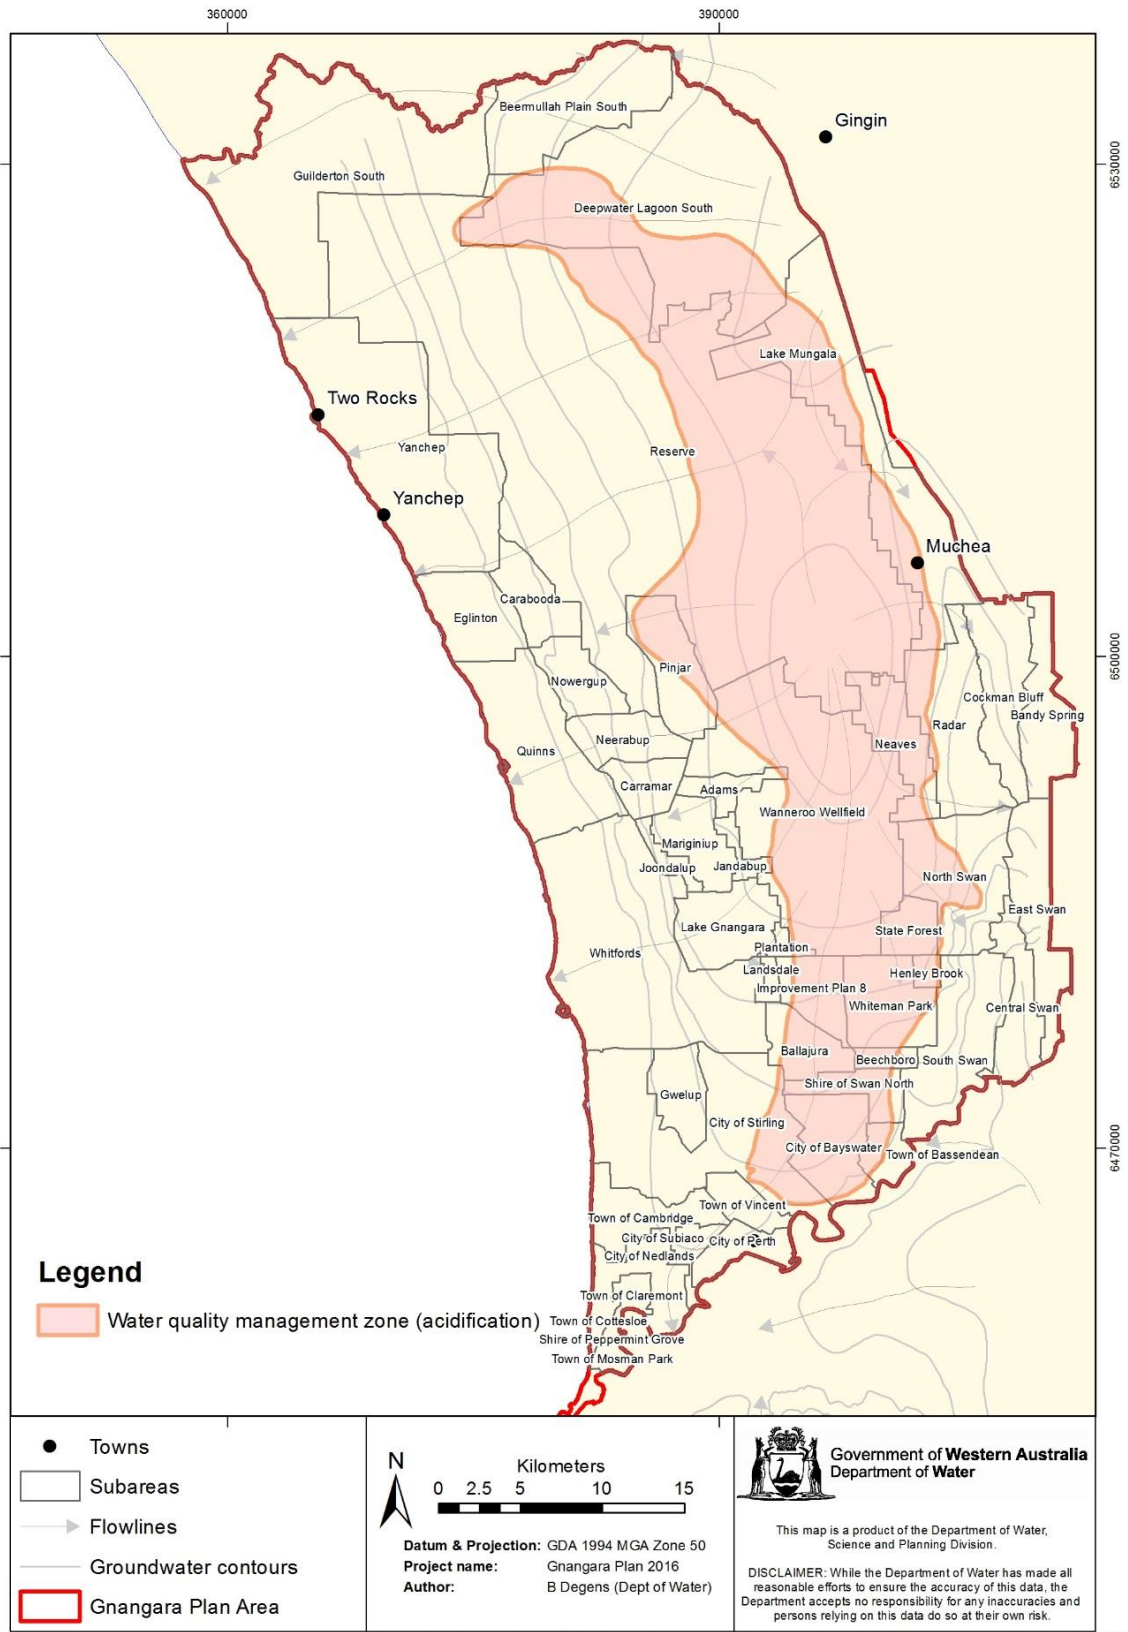 360000
390000
Beermullah Plain South
Gingin
6530000
Guilderton South
Deepwater Lagoon South
Lake Mungala
Two Rocks
Yanchep
Reserve
Yanchep
Muchea
Carabooda
Eglinton
6500000
Pinjar
Nowergup
Cockman Bluff
Bandy Spring
Radar
Neerabup
Neaves
Quinns
Carramar
Adams
Wanneroo Wellfield
Mariginiup
Joondalup
Jandabup
North Swan
East Swan
Lake Gnangara
State Forest
Plantation
Whitfords
Landsdale
Henley Brook
Improvement Plan 8
Whiteman Park
Central Swan
Ballajura
Beechboro
South Swan
Shire of Swan North
Gwelup
City of Stirling
City of Bayswater
Town of Bassendean
6470000
Town of Vincent
Town of Cambridge
City of Subiaco
City of Perth
City of Nedlands
Town of Claremont
Town of Cottesloe
Shire of Peppermint Grove
Town of Mosman Park
Legend
Water quality management zone (acidification)
Towns
Subareas
Flowlines
Groundwater contours
Gnangara Plan Area
N
Kilometers
0 2.5 5 10 15
Datum & Projection: GDA 1994 MGA Zone 50
Project name: Gnangara Plan 2016
Author: B Degens (Dept of Water)
Government of Western Australia
Department of Water
This map is a product of the Department of Water,
Science and Planning Division.
DISCLAIMER: While the Department of Water has made all
reasonable efforts to ensure the accuracy of this data, the
Department accepts no responsibility for any inaccuracies and
persons relying on this data do so at their own risk.